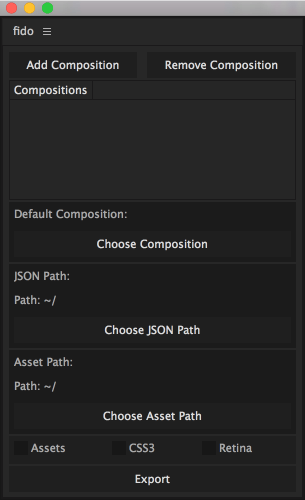 fido
Add Composition Remove Composition
Compositions
Default Composition:
Choose Composition
JSON Path:
Path: ~/
Choose JSON Path
Asset Path:
Path: ~/
Choose Asset Path
Assets CSS3 Retina
Export